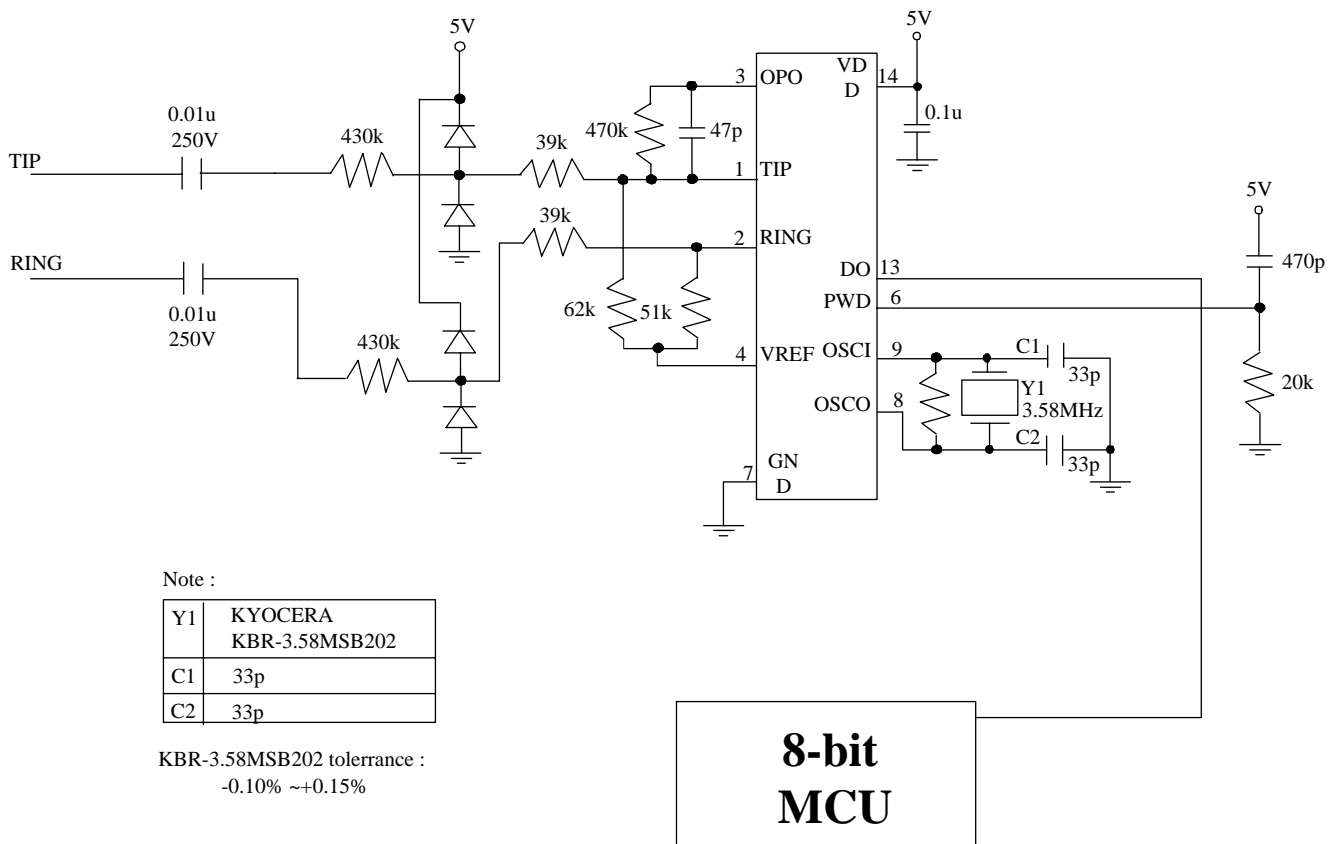 5V
5V
3
OPO
VD
D
14
0.1u
0.01u
250V
430k
470k
47p
39k
TIP
1
TIP
5V
39k
2
RING
RING
DO
13
470p
PWD
6
0.01u
250V
62k
51k
430k
4
VREF
OSCI
9
C1
33p
Y1
3.58MHz
20k
OSCO
8
C2
33p
7
GN
D
Note :
Y1
KYOCERA
KBR-3.58MSB202
C1
33p
C2
33p
KBR-3.58MSB202 tolerrance :
-0.10% ~+0.15%
8-bit
MCU